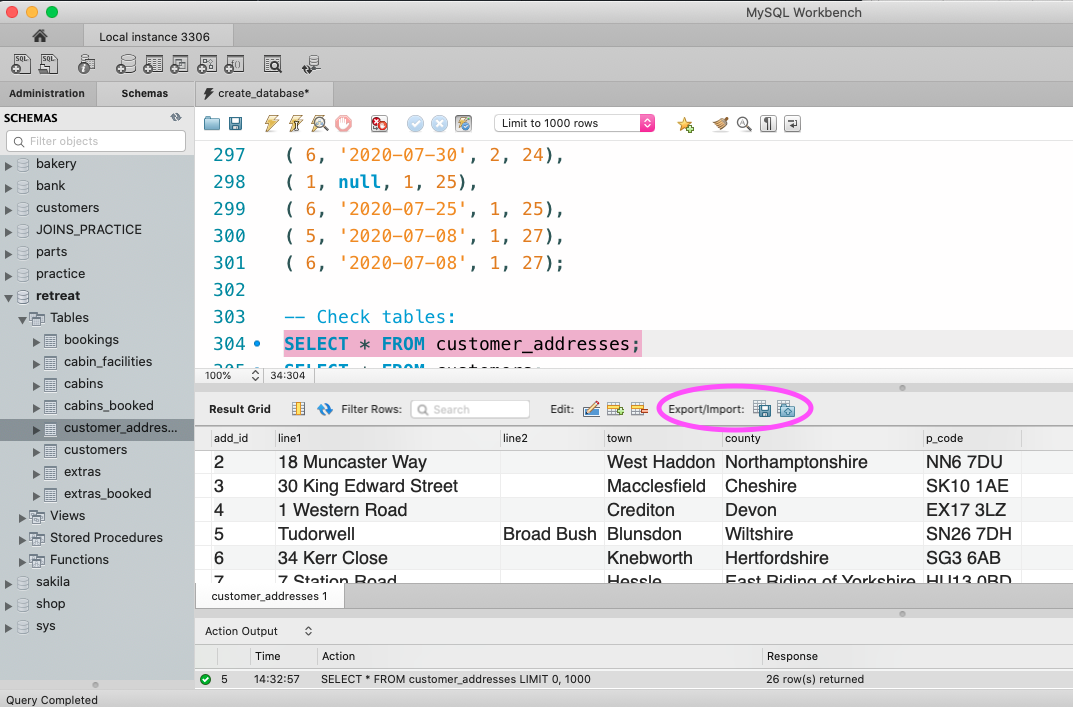 MySQL Workbench
Local instance 3306
SQL SQL
Administration Schemas create_database*
SCHEMAS
Filter objects
bakery
bank
customers
JOINS_PRACTICE
parts
practice
retreat
Tables
bookings
cabin_facilities
cabins
cabins_booked
customer_addres...
customers
extras
extras_booked
Views
Stored Procedures
Functions
sakila
shop
sys
Limit to 1000 rows
297 ( 6, '2020-07-30', 2, 24),
298 ( 1, null, 1, 25),
299 ( 6, '2020-07-25', 1, 25),
300 ( 5, '2020-07-08', 1, 27),
301 ( 6, '2020-07-08', 1, 27);
302
303 -- Check tables:
304 SELECT * FROM customer_addresses;
305 SELECT * FROM customers;
100% 34:304
Result Grid Filter Rows: Search Edit: Export/Import:
add_id line1 line2 town county p_code
2 18 Muncaster Way West Haddon Northamptonshire NN6 7DU
3 30 King Edward Street Macclesfield Cheshire SK10 1AE
4 1 Western Road Crediton Devon EX17 3LZ
5 Tudorwell Broad Bush Blunsdon Wiltshire SN26 7DH
6 34 Kerr Close Knebworth Hertfordshire SG3 6AB
7 7 Station Road Hessle East Riding of Yorkshire HU13 0BD
customer_addresses 1
Action Output
Time Action Response
5 14:32:57 SELECT * FROM customer_addresses LIMIT 0, 1000 26 row(s) returned
Query Completed